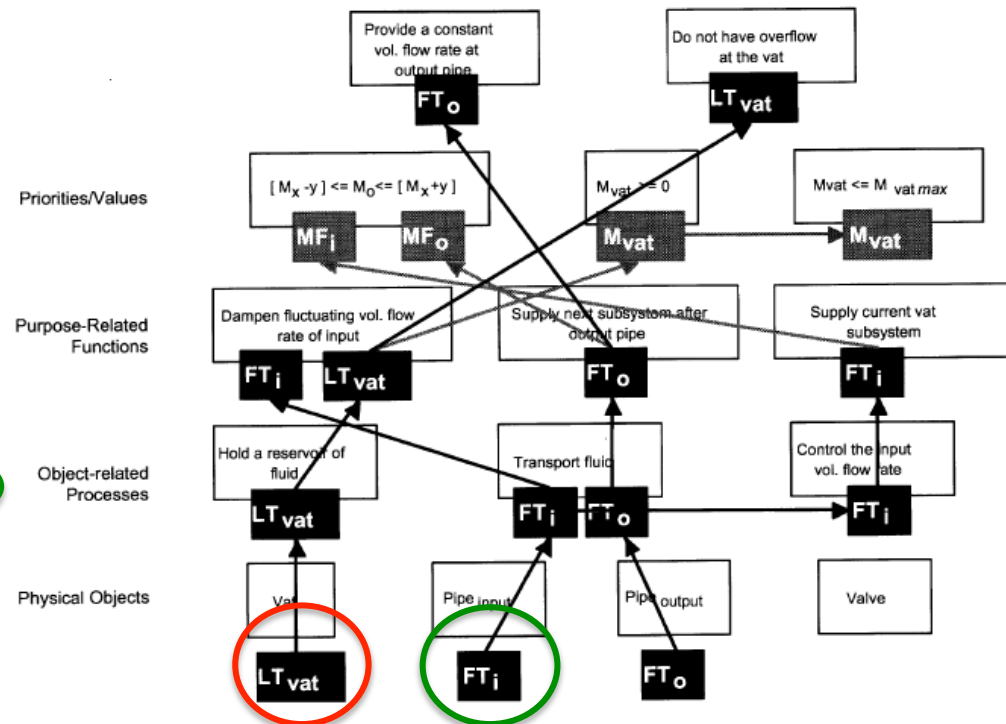 Provide a constant
vol. flow rate at
output pipe
Do not have overflow
at the vat
FTo
LTvat
Priorities/Values
[ Mx -y ] <= Mo<= [ Mx+y ]
Mvat >= 0
Mvat <= M vat max
MFi
MFo
Mvat
Mvat
Purpose-Related
Functions
Dampen fluctuating vol. flow
rate of input
Supply next subsystom after
output pipe
Supply current vat
subsystem
FTi
LTvat
FTo
FTi
Object-related
Processes
Hold a reservoir of
fluid
Transport fluid
Control the input
vol. flow rate
LTvat
FTi
FTo
FTi
Physical Objects
Vat
Pipe input
Pipe output
Valve
LTvat
FTi
FTo